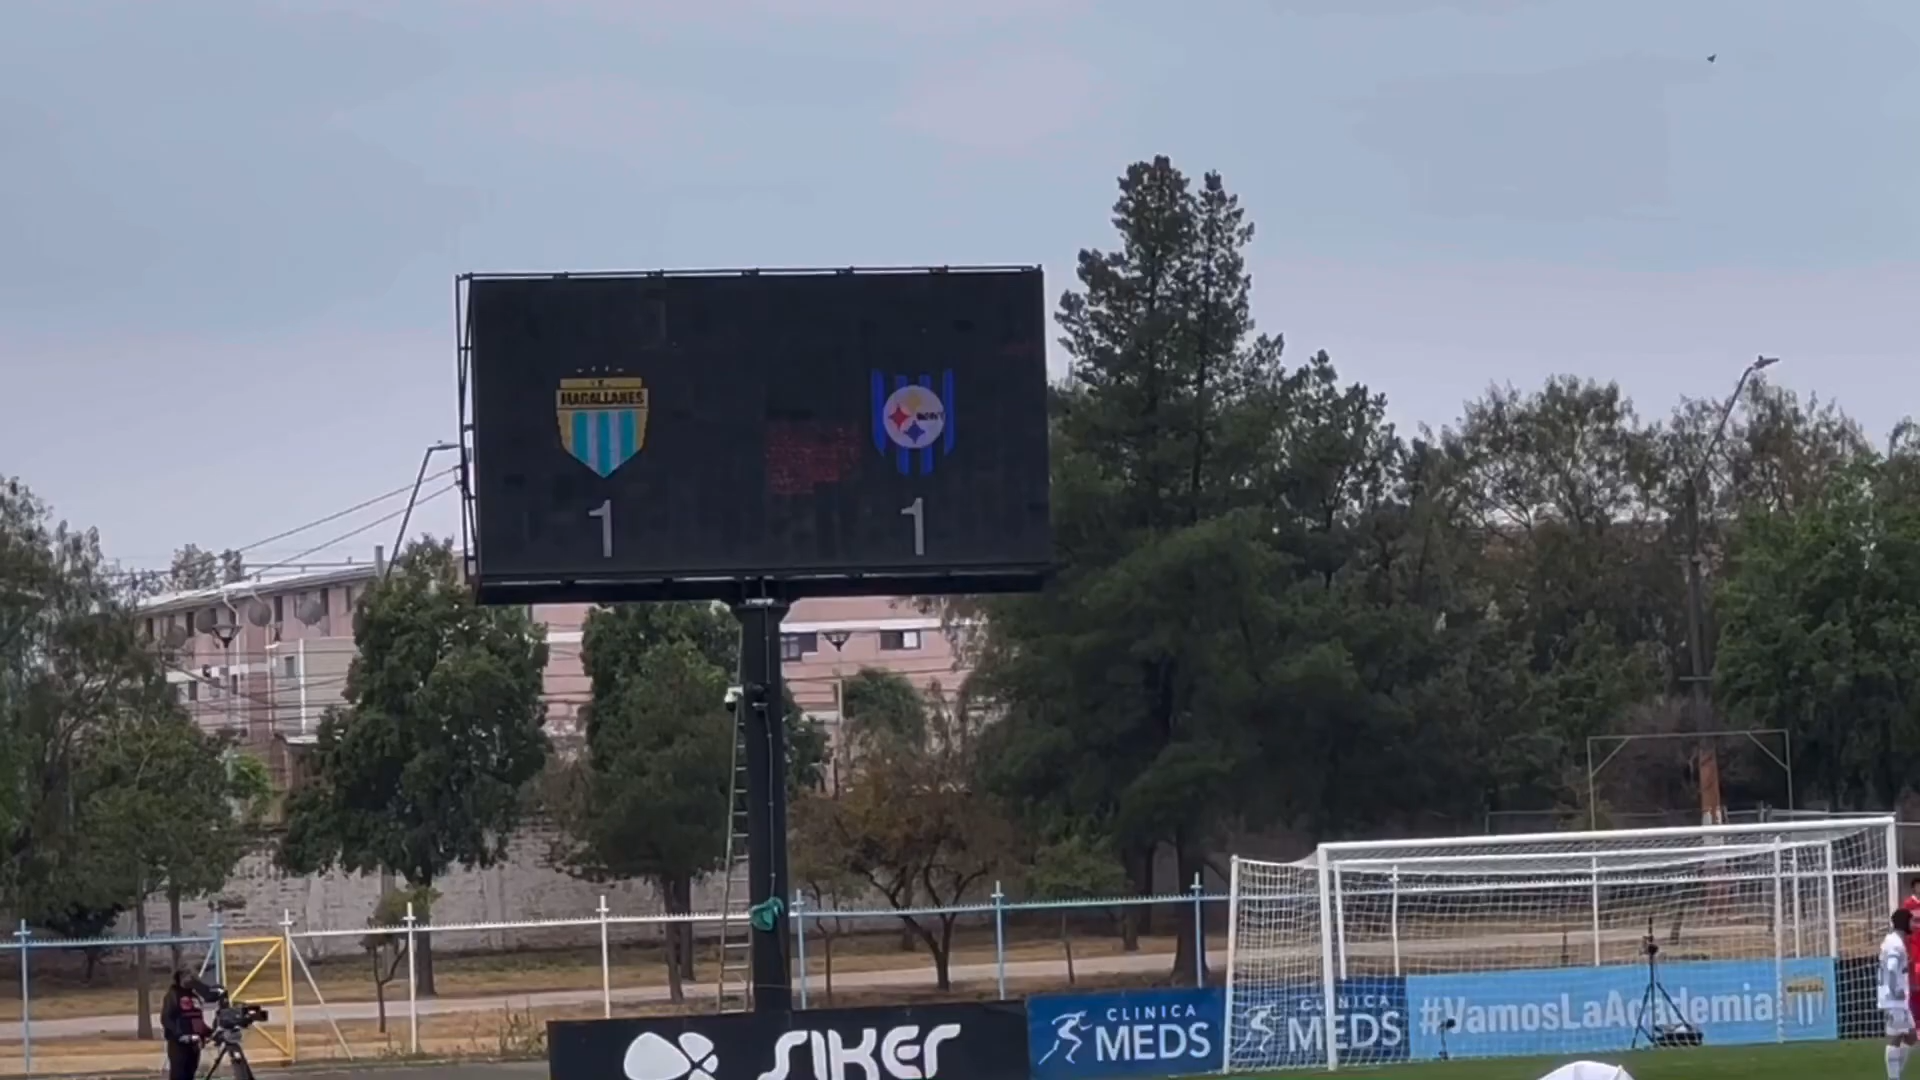 MAGALLANES
1
1
SIKER
CLINICA
MEDS
CLINICA
MEDS
#VamosLaAcademia